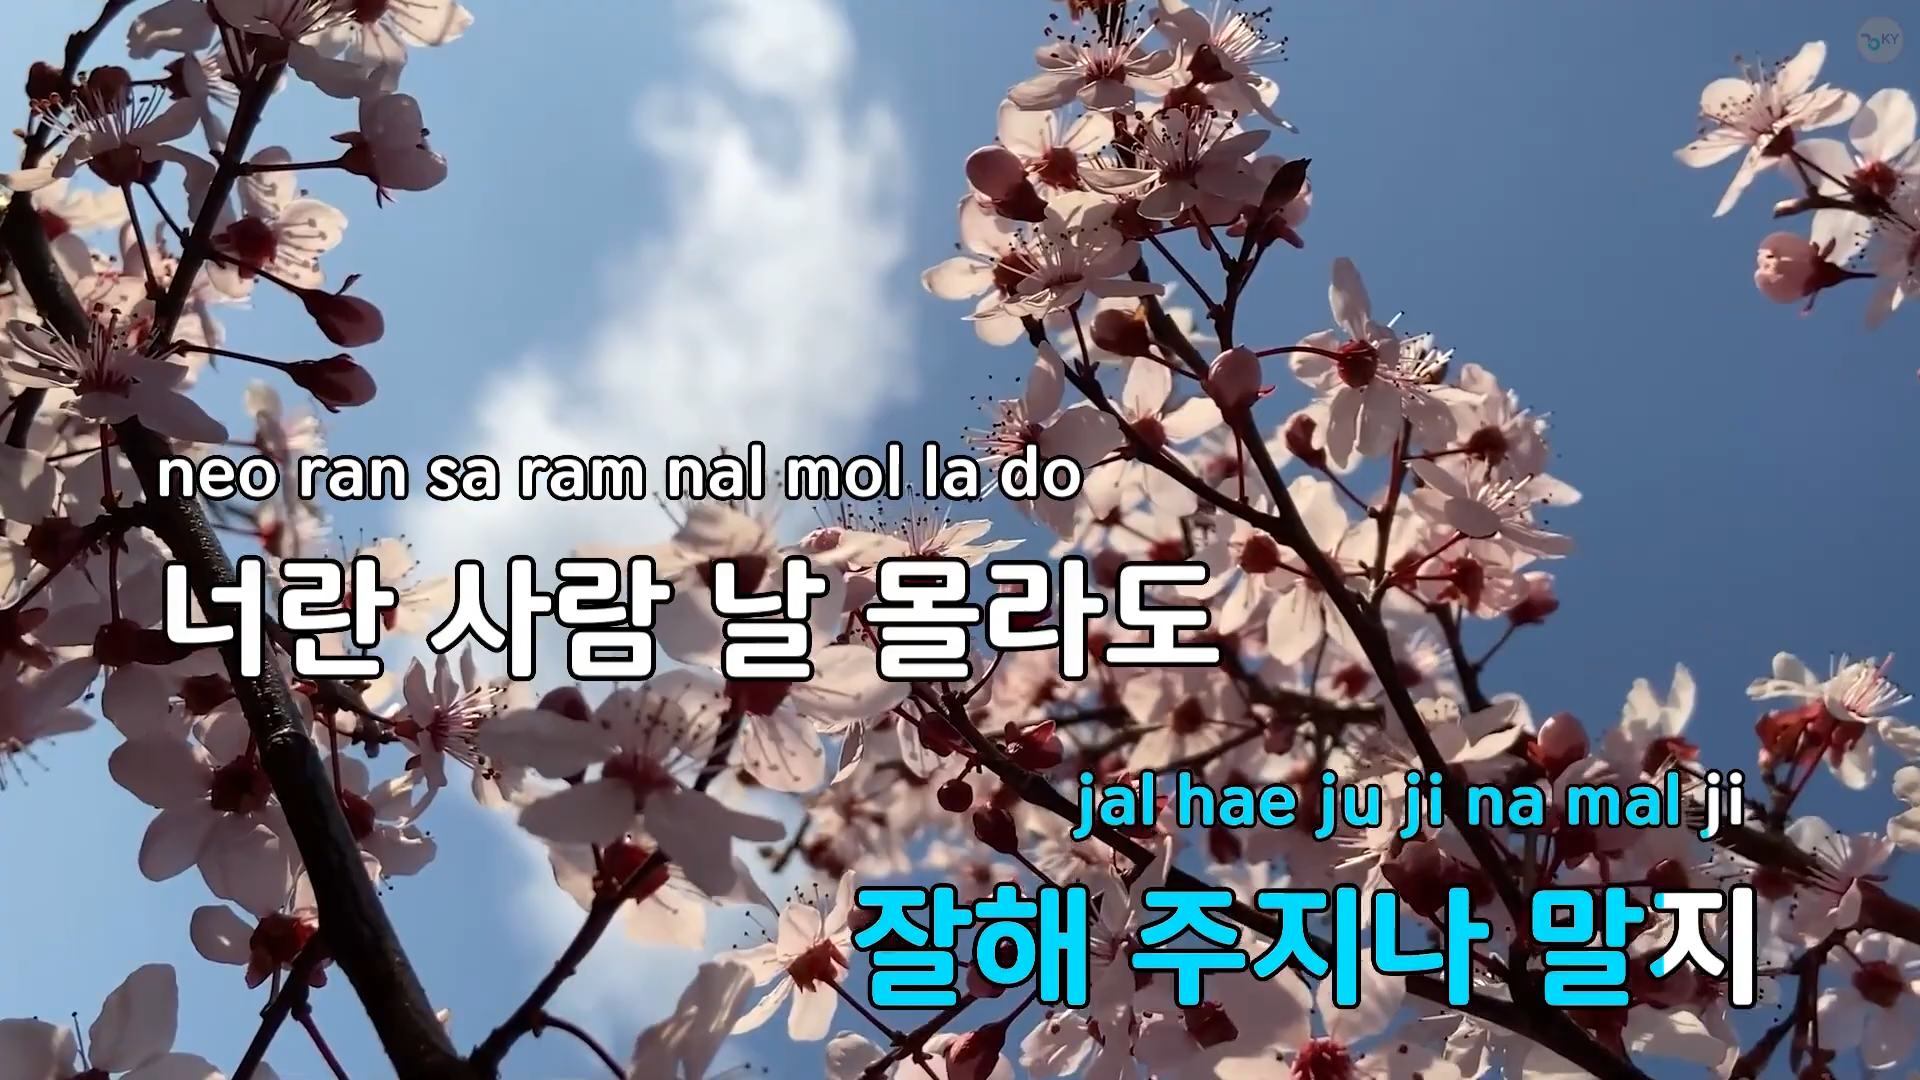 KY
neo ran sa ram nal mol la do
너란 사람 날 몰라도
jal hae ju ji na mal ji
잘해 주지나 말지